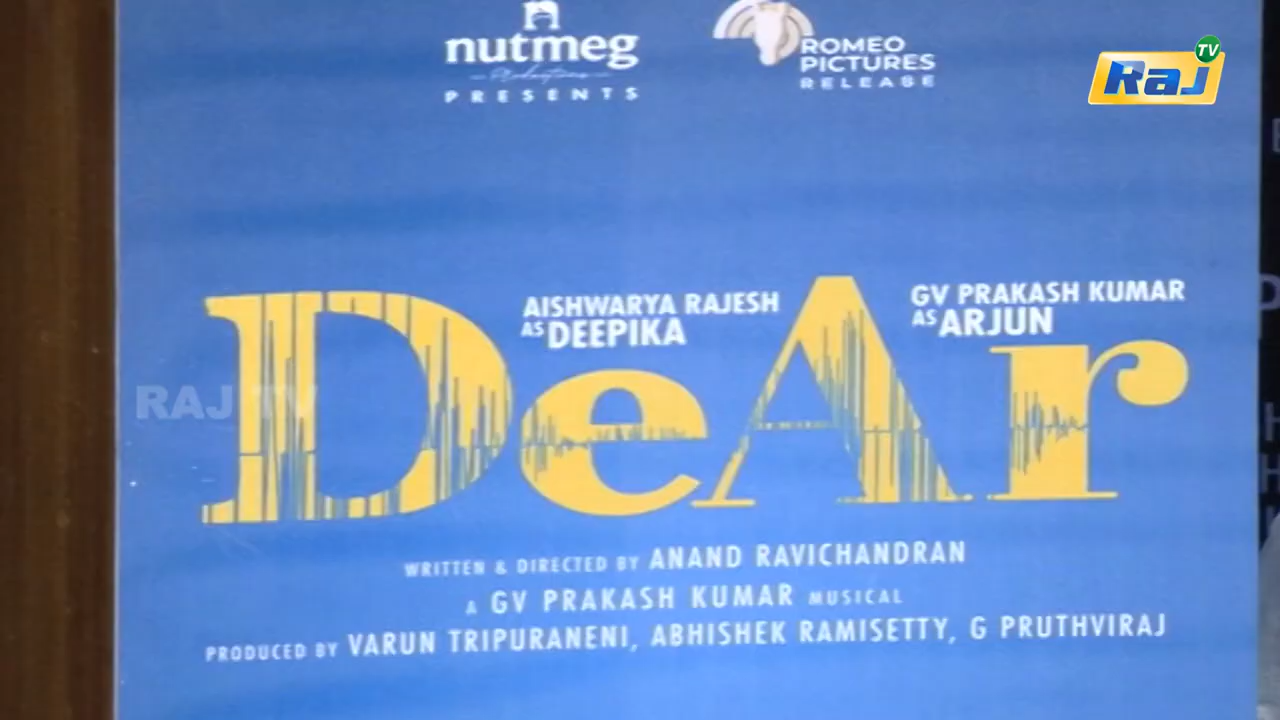 nutmeg
Productions
PRESENTS
ROMEO
PICTURES
RELEASE
Raj TV
AISHWARYA RAJESH
AS DEEPIKA
GV PRAKASH KUMAR
AS ARJUN
DeAr
RAJ TV
WRITTEN & DIRECTED BY ANAND RAVICHANDRAN
A GV PRAKASH KUMAR MUSICAL
PRODUCED BY VARUN TRIPURANENI, ABHISHEK RAMISETTY, G PRUTHVIRAJ